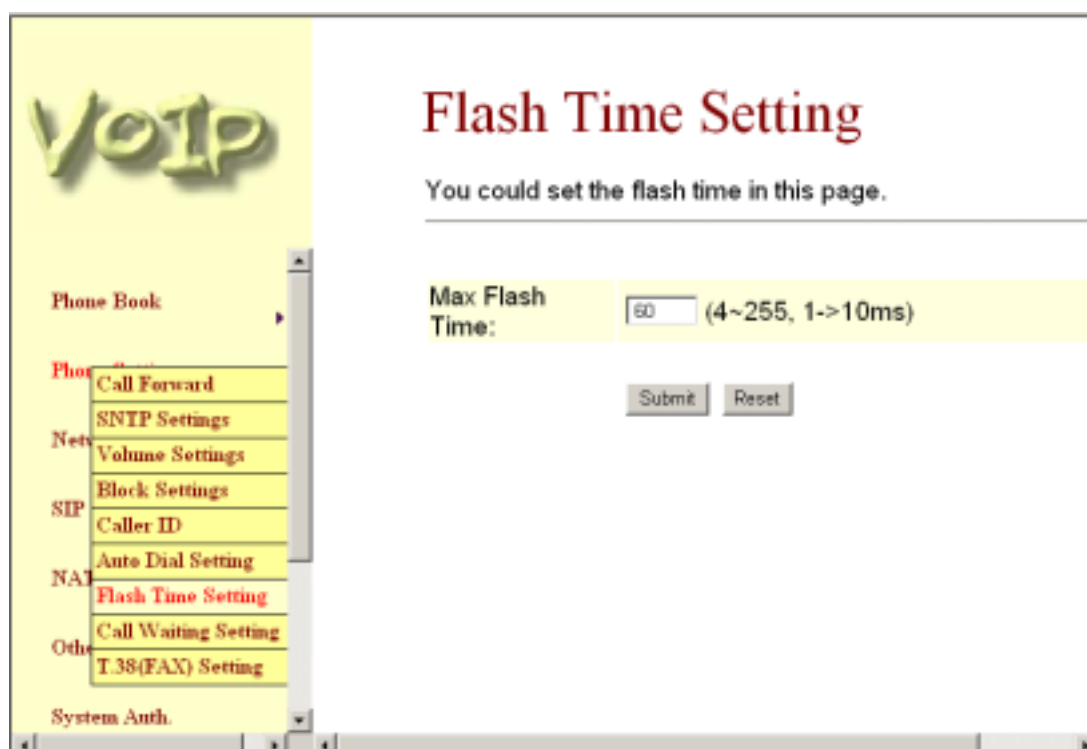 VoIP
Phone Book
Call Forward
SNTP Settings
Volume Settings
Block Settings
SIP
Caller ID
Auto Dial Setting
Flash Time Setting
Call Waiting Setting
T.38(FAX) Setting
System Auth.
Flash Time Setting
You could set the flash time in this page.
Max Flash
Time:
60 (4~255, 1->10ms)
Submit Reset